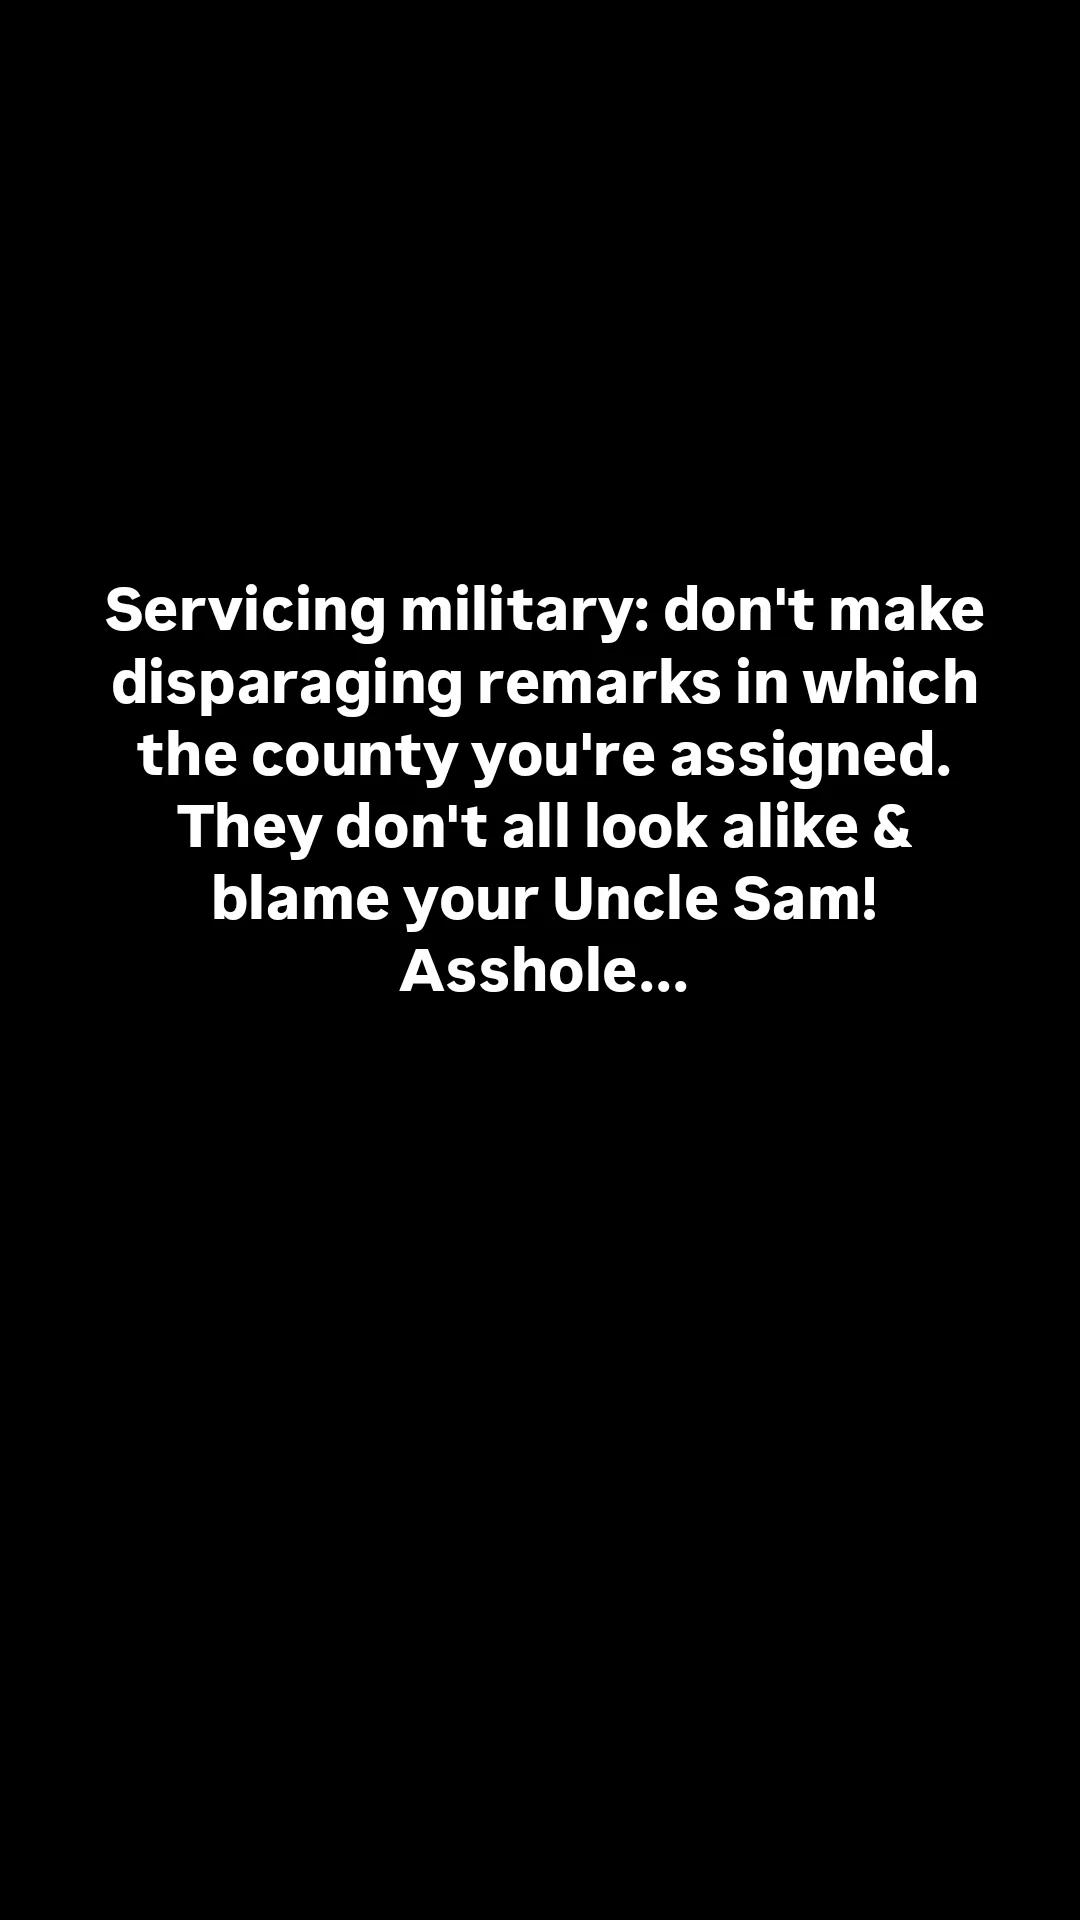 Servicing military: don't make
disparaging remarks in which
the county you're assigned.
They don't all look alike &
blame your Uncle Sam!
Asshole...